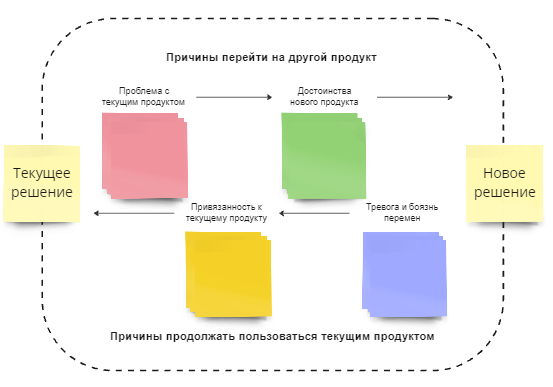 Причины перейти на другой продукт
Проблема с
текущим продуктом
Достоинства
нового продукта
Текущее
решение
Новое
решение
Привязанность к
текущему продукту
Тревога и боязнь
перемен
Причины продолжать пользоваться текущим продуктом